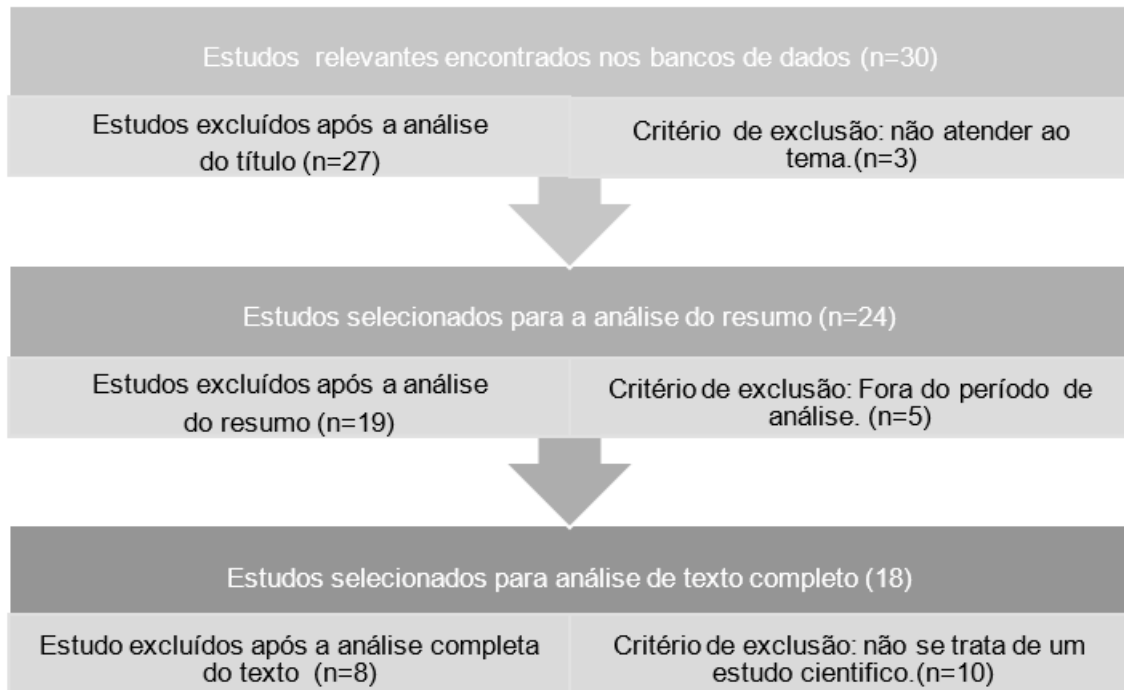 Estudos relevantes encontrados nos bancos de dados (n=30)
Estudos excluídos após a análise
do título (n=27)
Critério de exclusão: não atender ao
tema.(n=3)
Estudos selecionados para a análise do resumo (n=24)
Estudos excluídos após a análise
do resumo (n=19)
Critério de exclusão: Fora do período de
análise. (n=5)
Estudos selecionados para análise de texto completo (18)
Estudo excluídos após a análise completa
do texto (n=8)
Critério de exclusão: não se trata de um
estudo cientifico.(n=10)